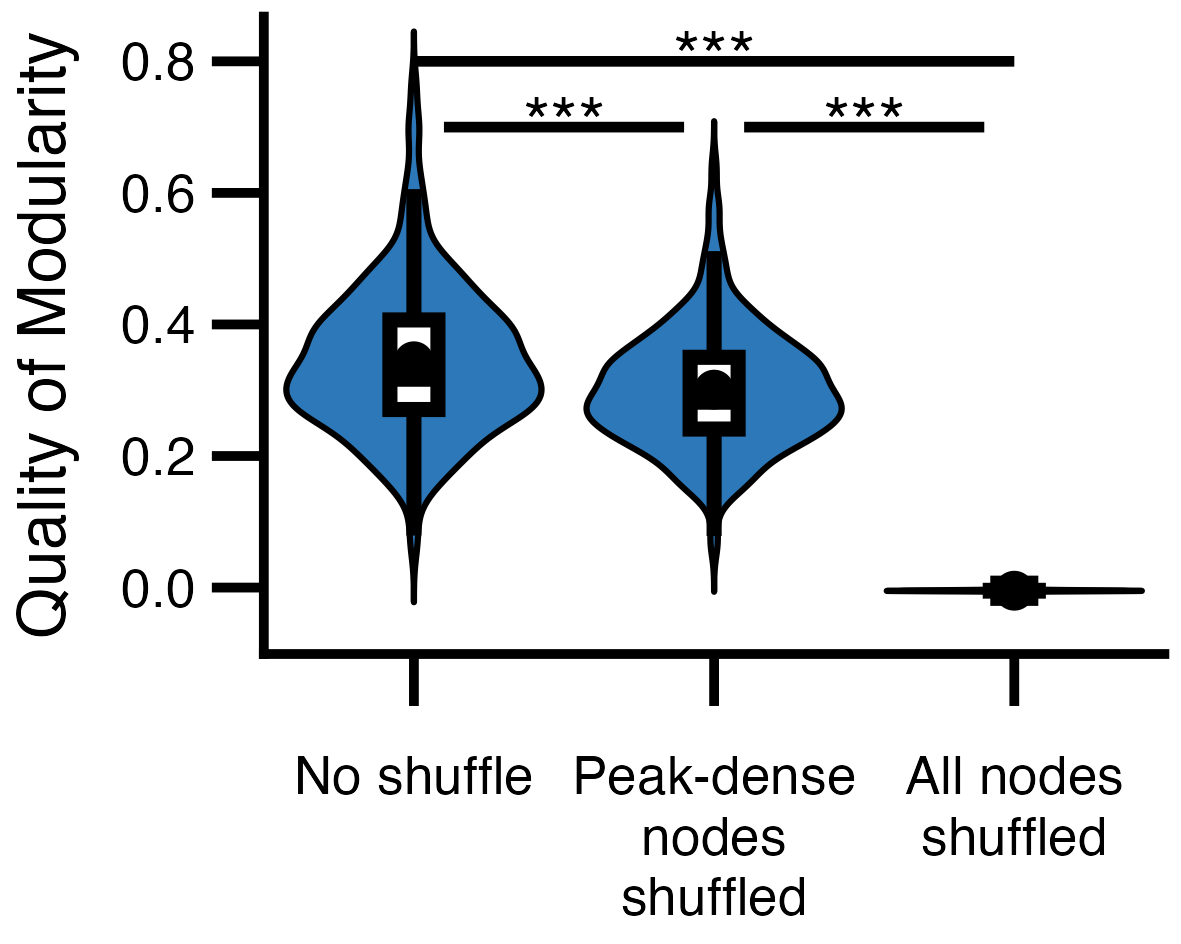 Quality of Modularity
0.8
0.6
0.4
0.2
0.0
***
*** ***
No shuffle
Peak-dense
nodes
shuffled
All nodes
shuffled